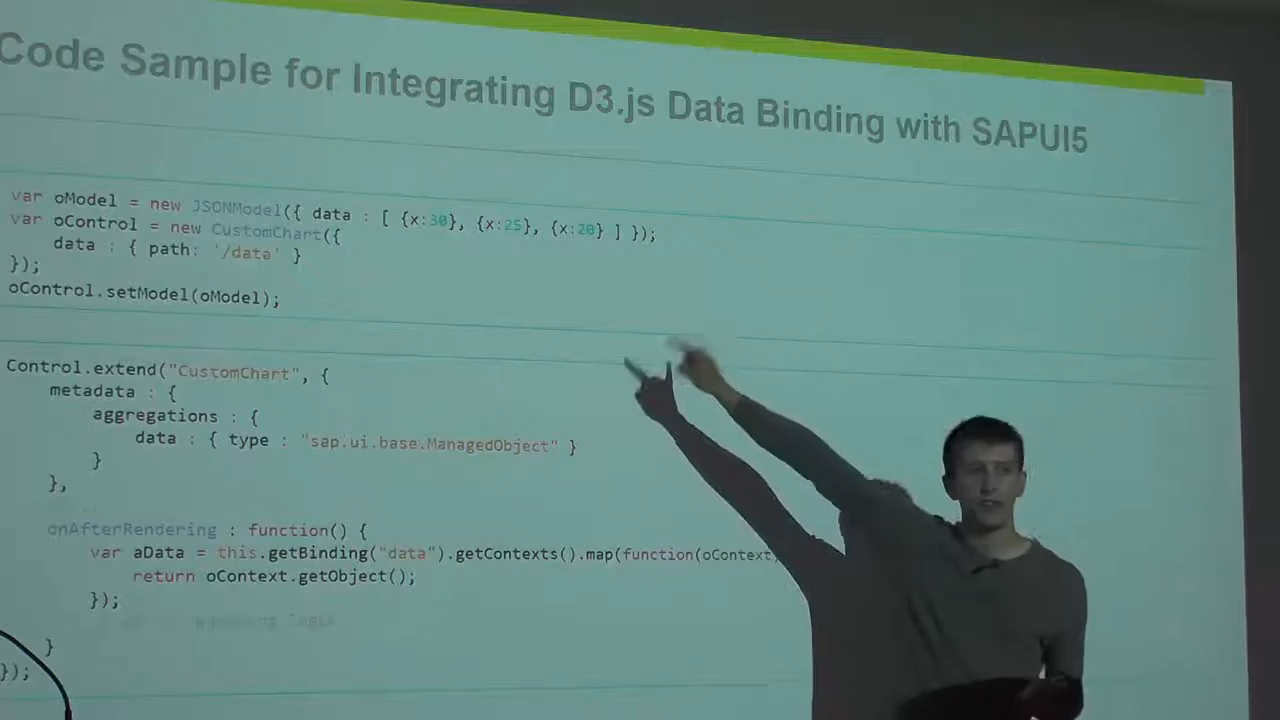 Code Sample for Integrating D3.js Data Binding with SAPUI5
var oModel = new JSONModel({ data : [ {x:30}, {x:25}, {x:20} ] });
var oControl = new CustomChart({
data : { path: '/data' }
});
oControl.setModel(oModel);
Control.extend("CustomChart", {
metadata : {
aggregations : {
data : { type : "sap.ui.base.ManagedObject" }
}
},
onAfterRendering : function() {
var aData = this.getBinding("data").getContexts().map(function(oContext)
return oContext.getObject();
});
rendering logic
}
});